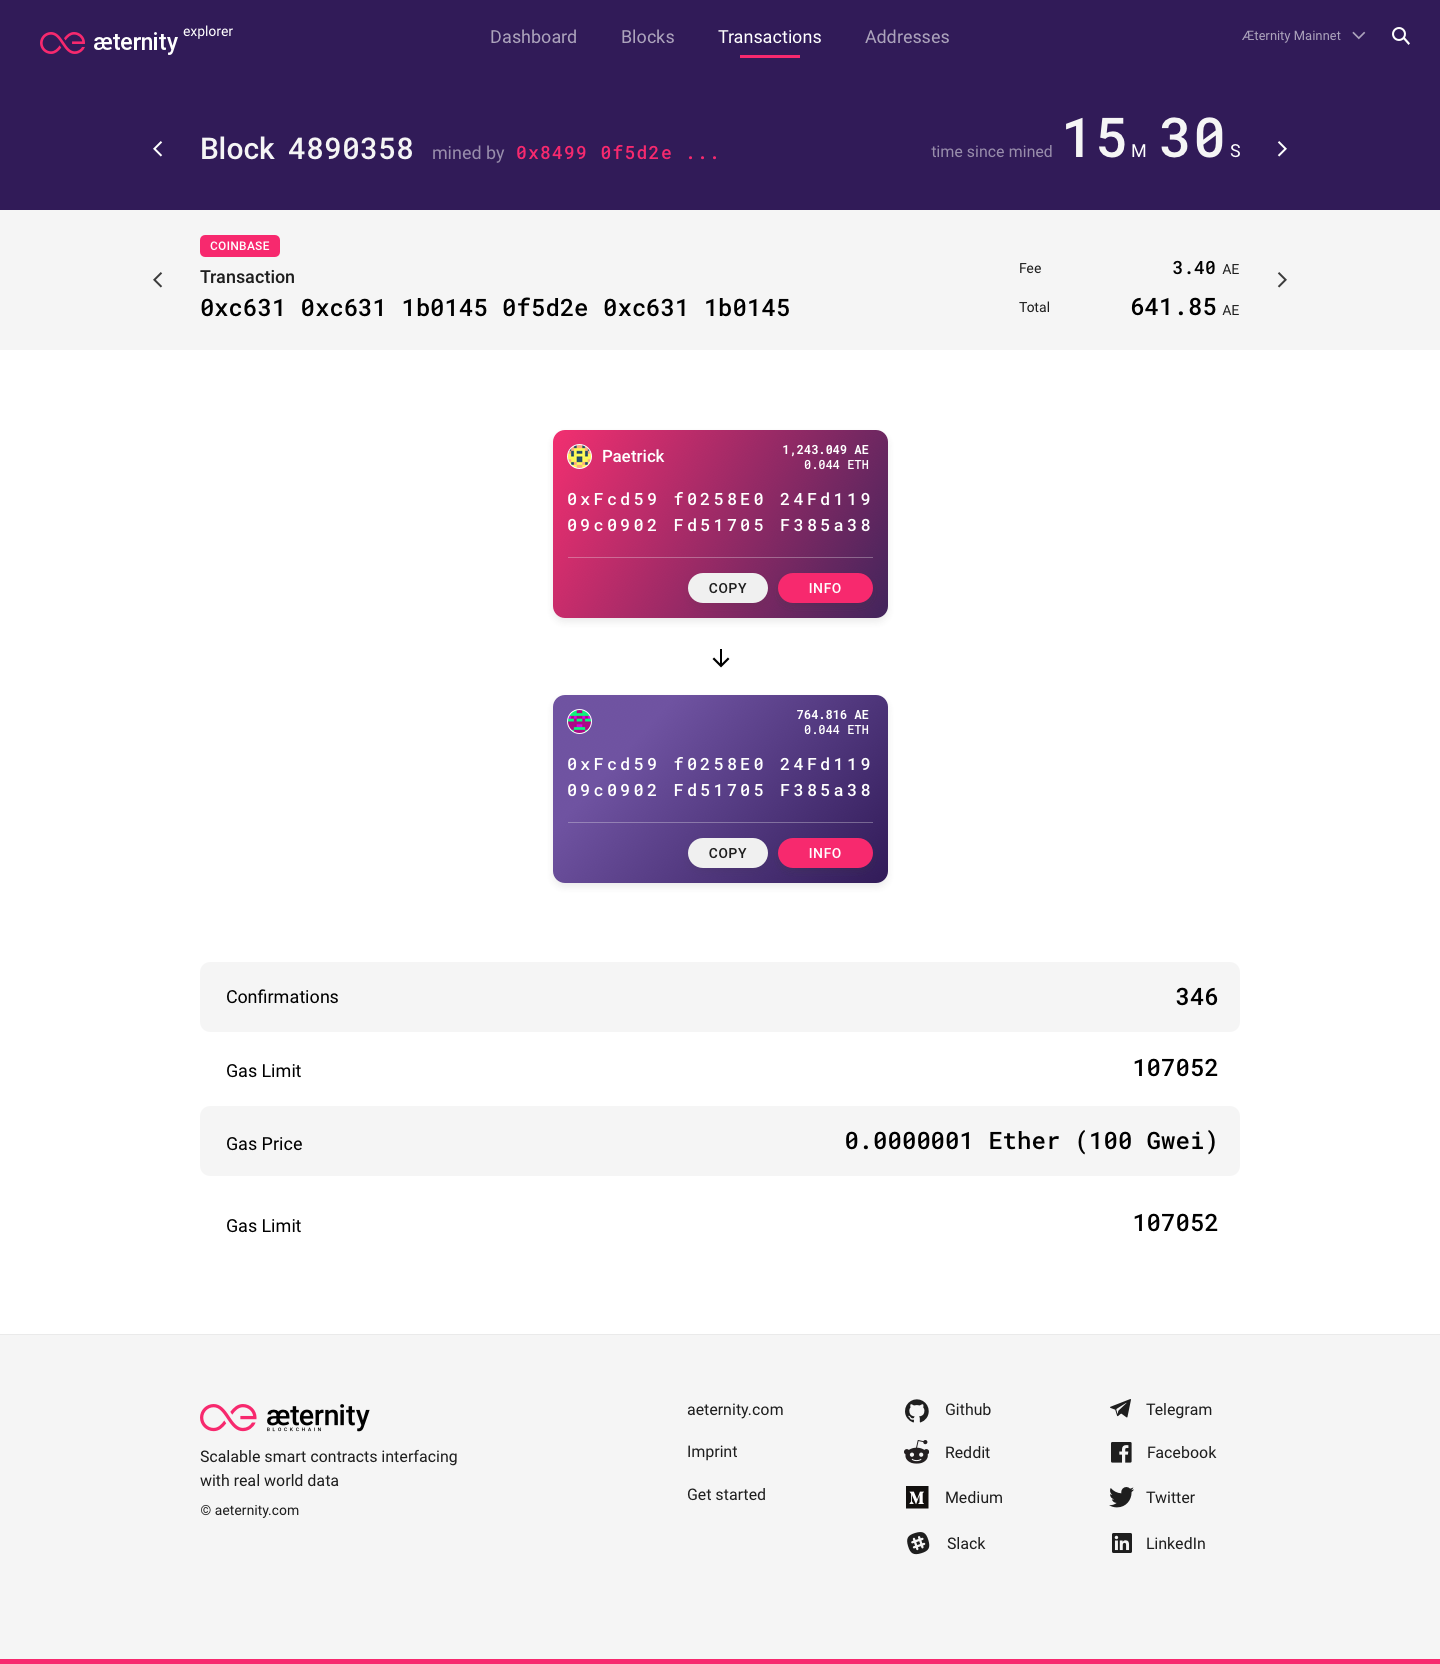 æternity explorer
Dashboard Blocks Transactions Addresses
Æternity Mainnet
Block 4890358 mined by 0x8499 0f5d2e ...
time since mined 15 M 30 S
COINBASE
Transaction
0xc631 0xc631 1b0145 0f5d2e 0xc631 1b0145
Fee 3.40 AE
Total 641.85 AE
Paetrick
1,243.049 AE
0.044 ETH
0xFcd59 f0258E0 24Fd119
09c0902 Fd51705 F385a38
COPY INFO
764.816 AE
0.044 ETH
0xFcd59 f0258E0 24Fd119
09c0902 Fd51705 F385a38
COPY INFO
Confirmations 346
Gas Limit 107052
Gas Price 0.0000001 Ether (100 Gwei)
Gas Limit 107052
æternity
BLOCKCHAIN
Scalable smart contracts interfacing
with real world data
© aeternity.com
aeternity.com
Imprint
Get started
Github
Reddit
Medium
Slack
Telegram
Facebook
Twitter
LinkedIn